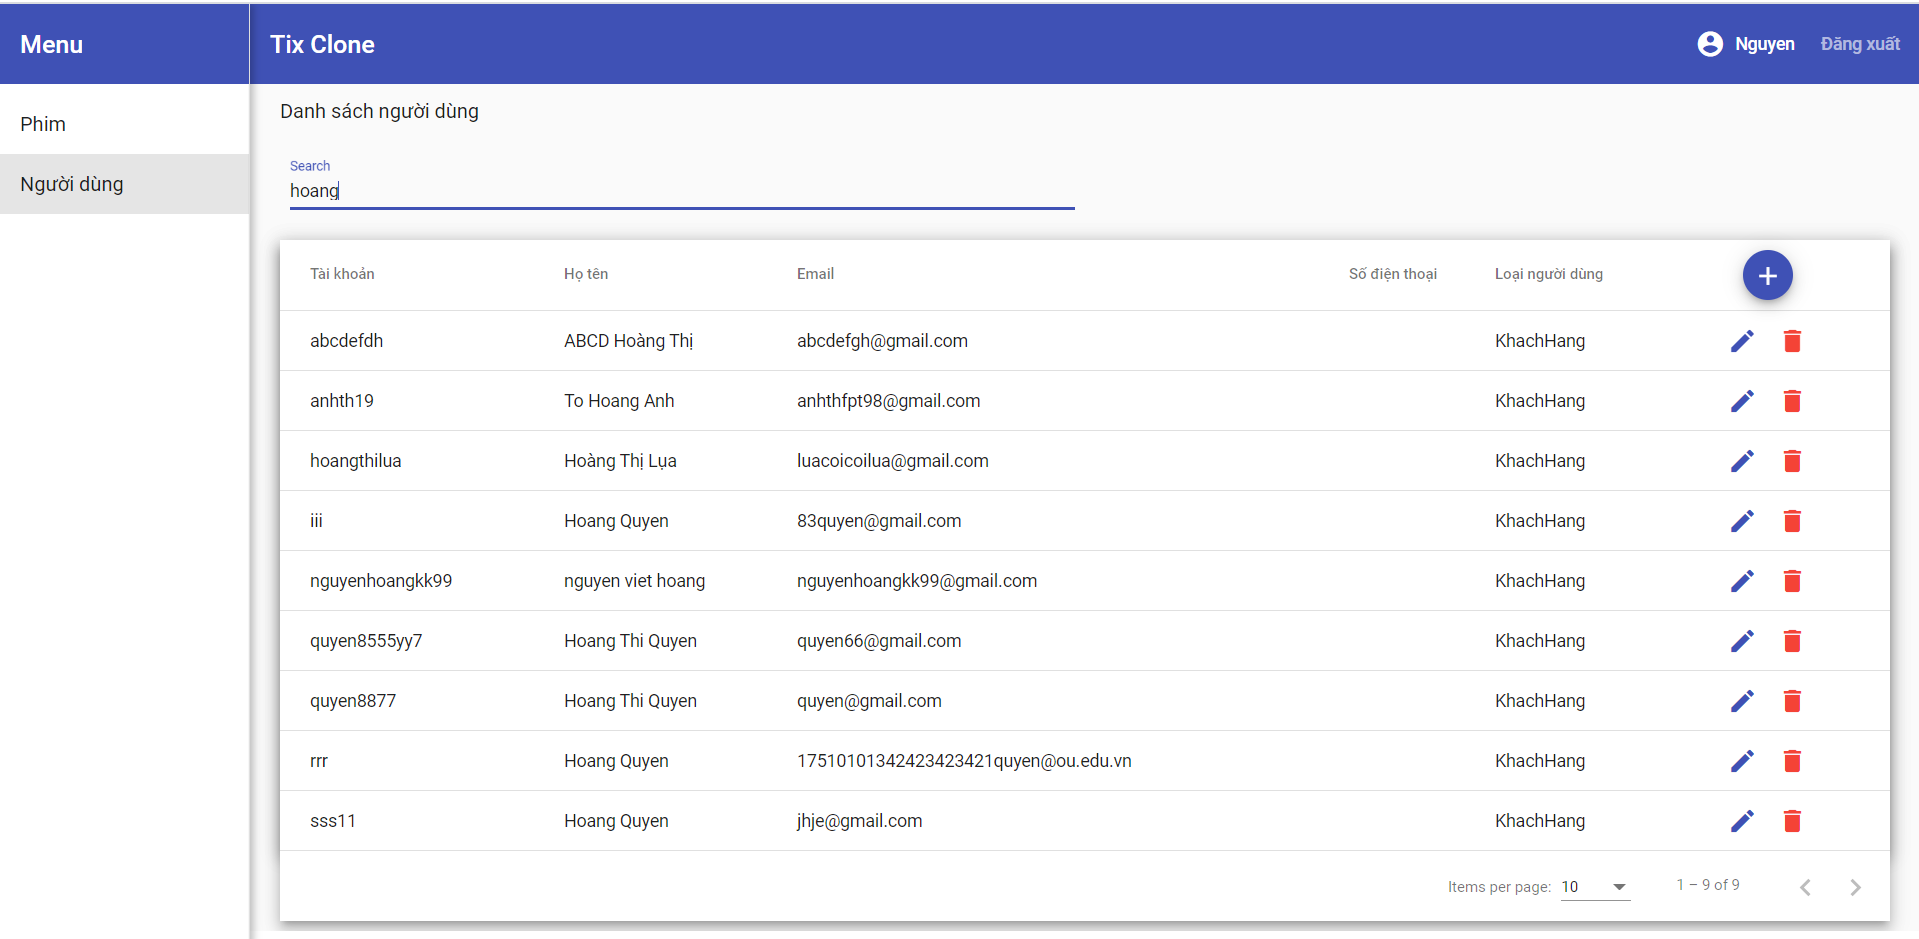 Menu
Tix Clone
Nguyen
Đăng xuất
Phim
Người dùng
Danh sách người dùng
Search
hoang
Tài khoản Họ tên Email Số điện thoại Loại người dùng
abcdefdh ABCD Hoàng Thị abcdefgh@gmail.com KhachHang
anhth19 To Hoang Anh anhthfpt98@gmail.com KhachHang
hoangthilua Hoàng Thị Lụa luacoicoilua@gmail.com KhachHang
iii Hoang Quyen 83quyen@gmail.com KhachHang
nguyenhoangkk99 nguyen viet hoang nguyenhoangkk99@gmail.com KhachHang
quyen8555yy7 Hoang Thi Quyen quyen66@gmail.com KhachHang
quyen8877 Hoang Thi Quyen quyen@gmail.com KhachHang
rrr Hoang Quyen 17510101342423423421quyen@ou.edu.vn KhachHang
sss11 Hoang Quyen jhje@gmail.com KhachHang
Items per page: 10 1 – 9 of 9